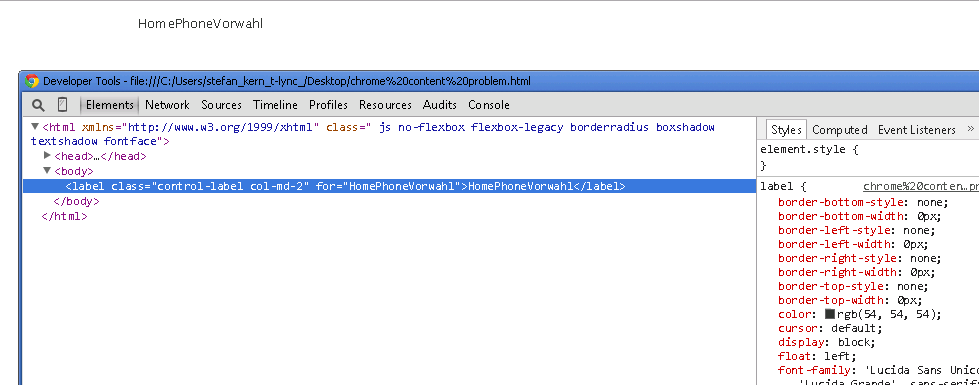 HomePhoneVorwahl
Developer Tools - file:///C:/Users/stefan_kern_t-lync_/Desktop/chrome%20content%20problem.html
Elements Network Sources Timeline Profiles Resources Audits Console
<html xmlns="http://www.w3.org/1999/xhtml" class=" js no-flexbox flexbox-legacy borderradius boxshadow
textshadow fontface">
<head>…</head>
<body>
<label class="control-label col-md-2" for="HomePhoneVorwahl">HomePhoneVorwahl</label>
</body>
</html>
Styles Computed Event Listeners »
element.style {
}
label { chrome%20conten…pr
border-bottom-style: none;
border-bottom-width: 0px;
border-left-style: none;
border-left-width: 0px;
border-right-style: none;
border-right-width: 0px;
border-top-style: none;
border-top-width: 0px;
color: rgb(54, 54, 54);
cursor: default;
display: block;
float: left;
font-family: 'Lucida Sans Unico
'Lucida Grande', sans-serif